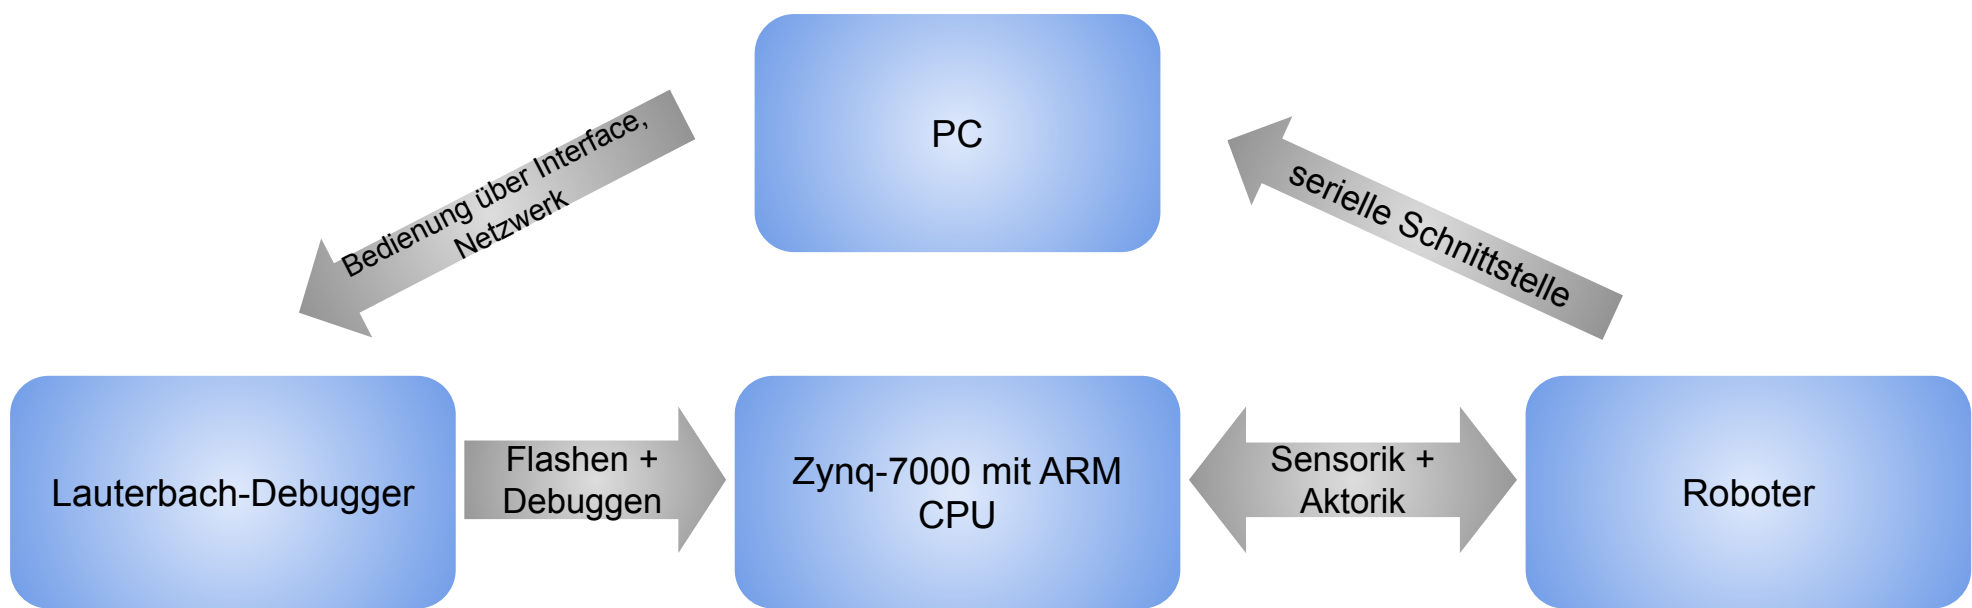 PC
Bedienung über Interface,
Netzwerk
serielle Schnittstelle
Lauterbach-Debugger
Flashen +
Debuggen
Zynq-7000 mit ARM
CPU
Sensorik +
Aktorik
Roboter